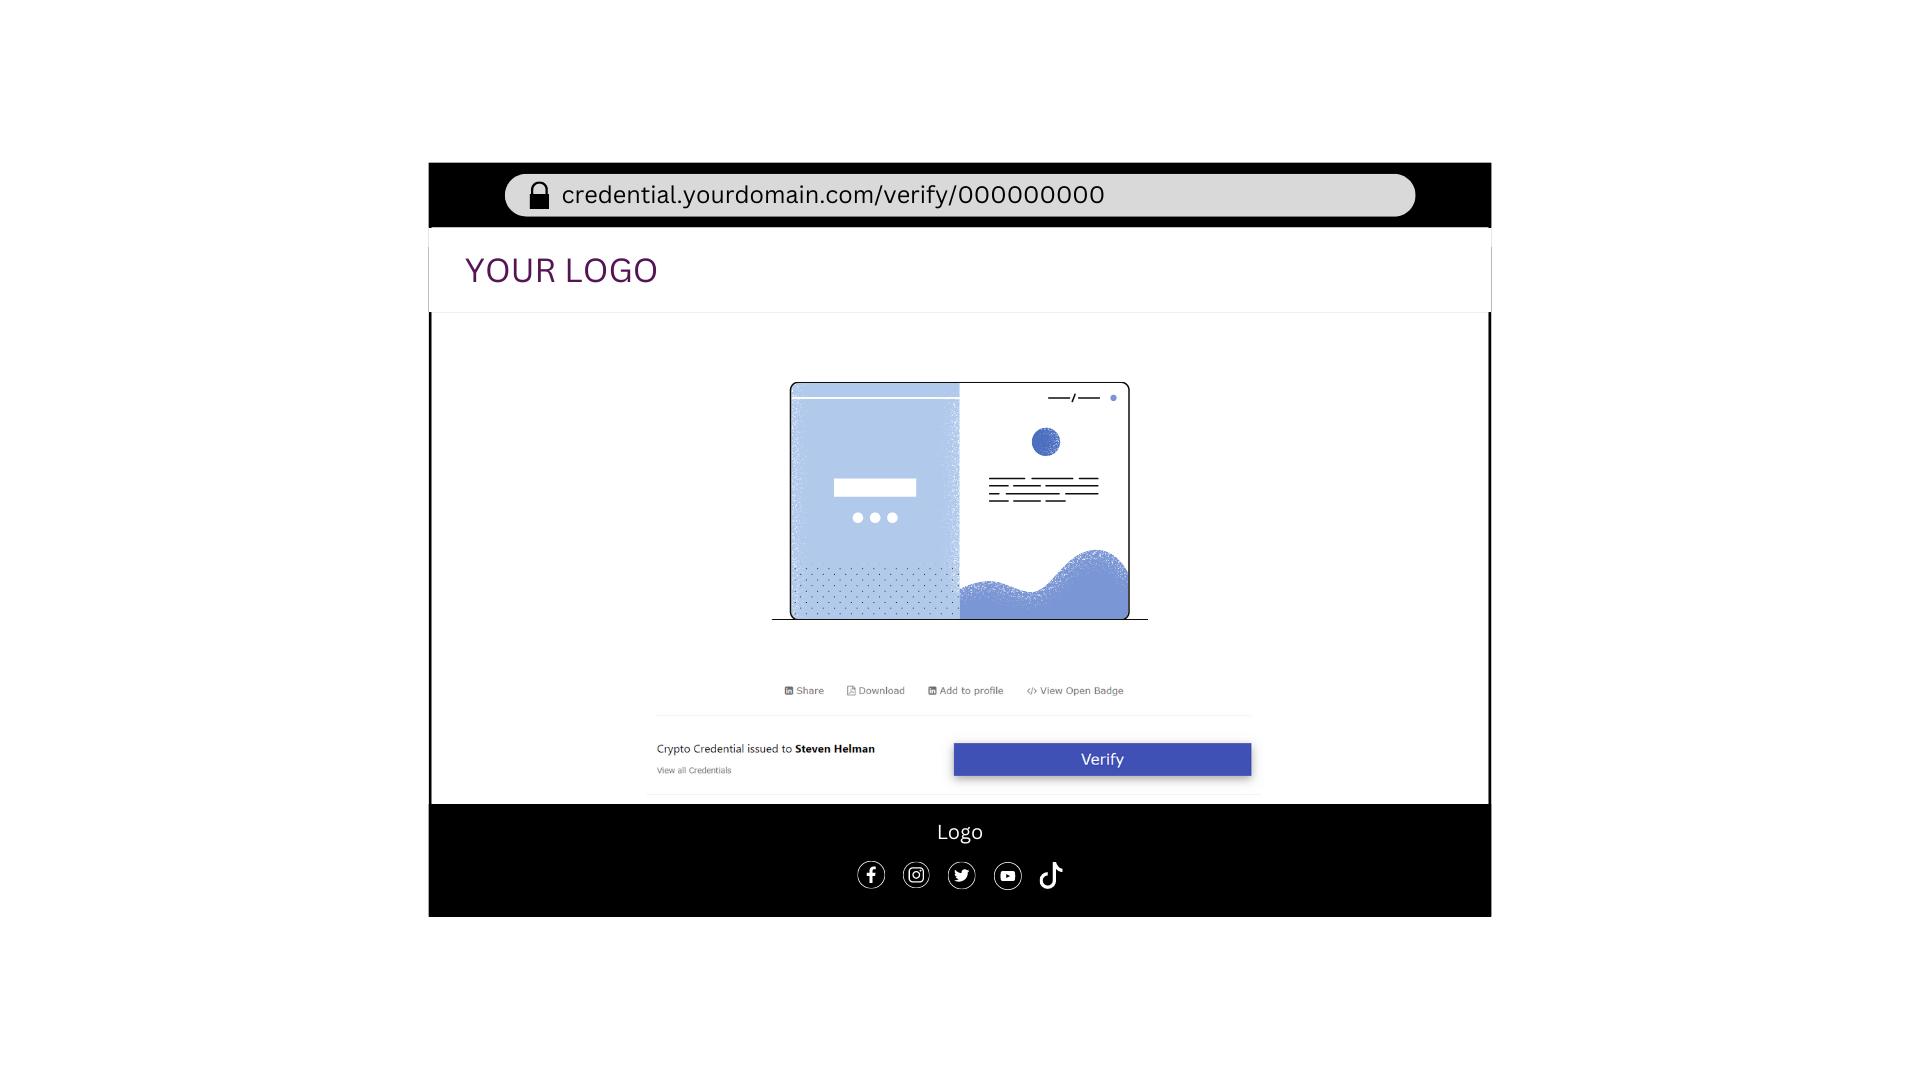 credential.yourdomain.com/verify/000000000
YOUR LOGO
Share Download Add to profile View Open Badge
Crypto Credential issued to Steven Helman
View all Credentials
Verify
Logo